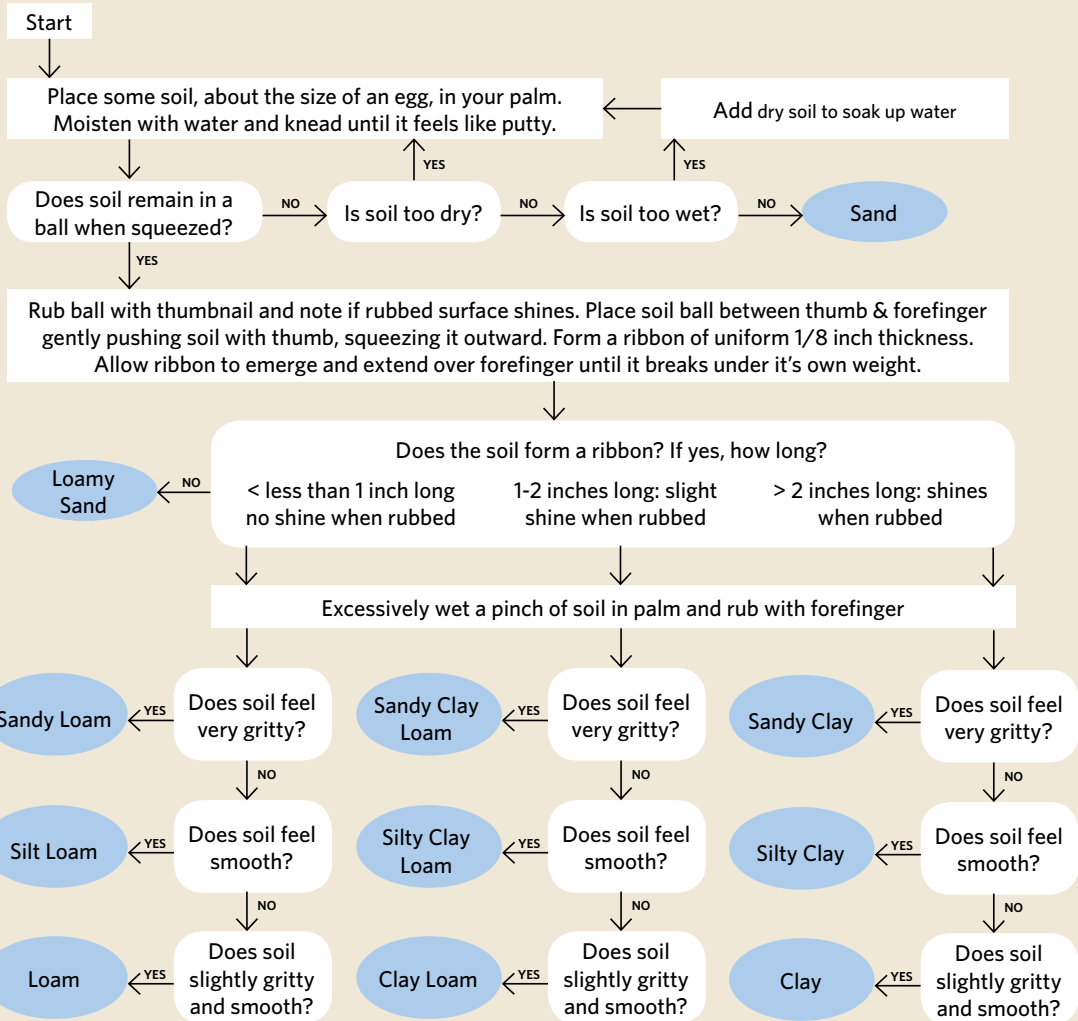 Start
Place some soil, about the size of an egg, in your palm.
Moisten with water and knead until it feels like putty.
Add dry soil to soak up water
YES
YES
Does soil remain in a
ball when squeezed?
NO
Is soil too dry?
NO
Is soil too wet?
NO
Sand
YES
Rub ball with thumbnail and note if rubbed surface shines. Place soil ball between thumb & forefinger
gently pushing soil with thumb, squeezing it outward. Form a ribbon of uniform 1/8 inch thickness.
Allow ribbon to emerge and extend over forefinger until it breaks under it's own weight.
Does the soil form a ribbon? If yes, how long?
Loamy
Sand
NO
< less than 1 inch long
no shine when rubbed
1-2 inches long: slight
shine when rubbed
> 2 inches long: shines
when rubbed
Excessively wet a pinch of soil in palm and rub with forefinger
Sandy Loam
YES
Does soil feel
very gritty?
Sandy Clay
Loam
YES
Does soil feel
very gritty?
Sandy Clay
YES
Does soil feel
very gritty?
NO
NO
NO
Silt Loam
YES
Does soil feel
smooth?
Silty Clay
Loam
YES
Does soil feel
smooth?
Silty Clay
YES
Does soil feel
smooth?
NO
NO
NO
Loam
YES
Does soil
slightly gritty
and smooth?
Clay Loam
YES
Does soil
slightly gritty
and smooth?
Clay
YES
Does soil
slightly gritty
and smooth?